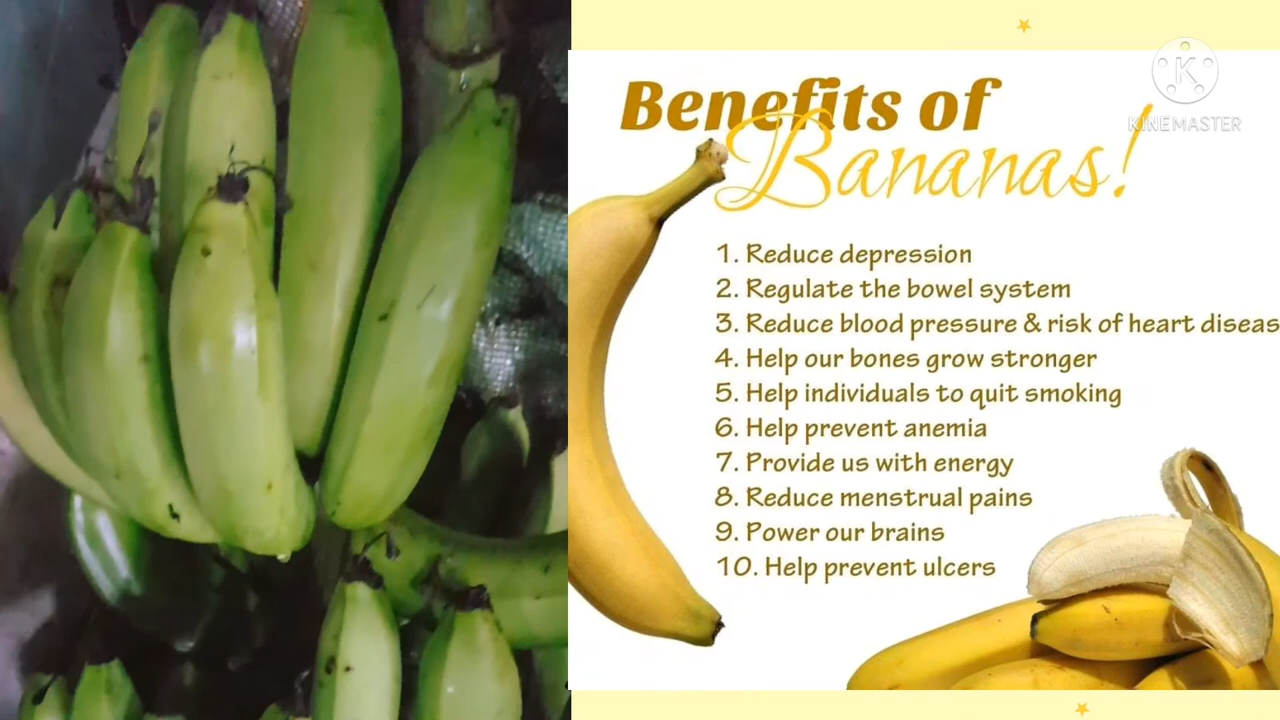 Benefits of
Bananas!
KINEMASTER
1. Reduce depression
2. Regulate the bowel system
3. Reduce blood pressure & risk of heart diseas
4. Help our bones grow stronger
5. Help individuals to quit smoking
6. Help prevent anemia
7. Provide us with energy
8. Reduce menstrual pains
9. Power our brains
10. Help prevent ulcers